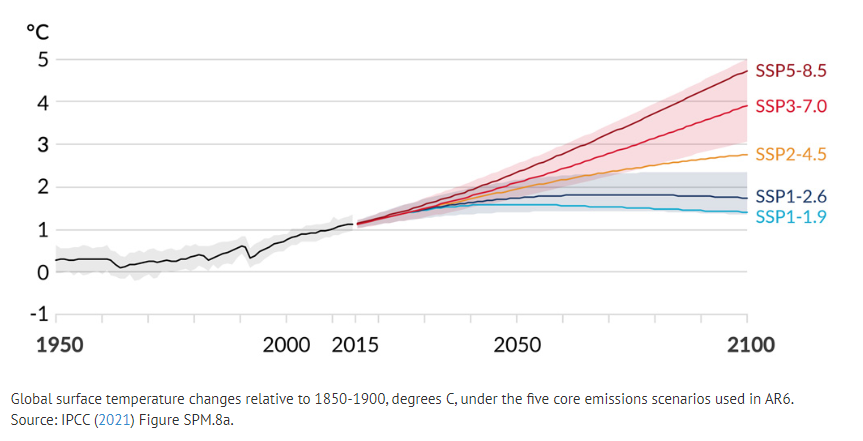 °C
5
4
3
2
1
0
-1
SSP5-8.5
SSP3-7.0
SSP2-4.5
SSP1-2.6
SSP1-1.9
1950 2000 2015 2050 2100
Global surface temperature changes relative to 1850-1900, degrees C, under the five core emissions scenarios used in AR6.
Source: IPCC (2021) Figure SPM.8a.